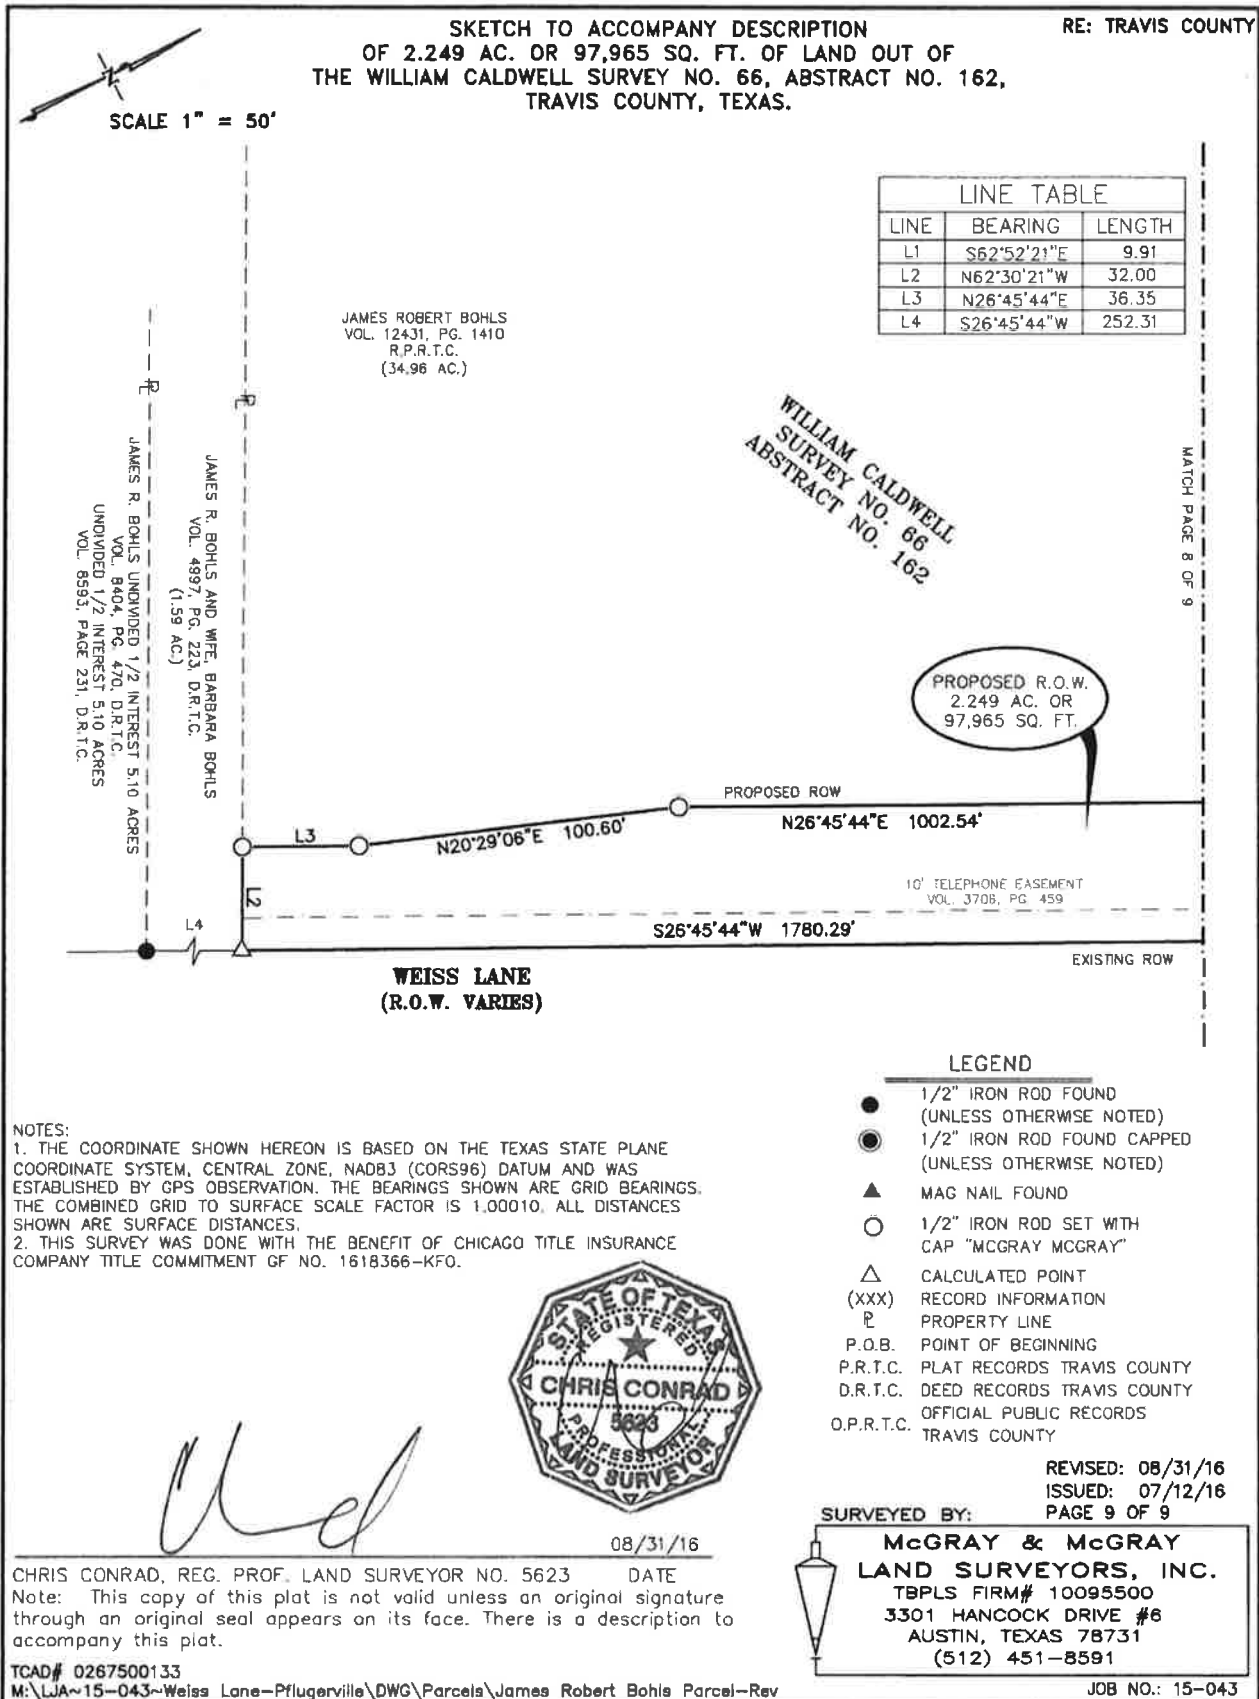 SKETCH TO ACCOMPANY DESCRIPTION
OF 2.249 AC. OR 97,965 SQ. FT. OF LAND OUT OF
THE WILLIAM CALDWELL SURVEY NO. 66, ABSTRACT NO. 162,
TRAVIS COUNTY, TEXAS.
RE: TRAVIS COUNTY
N
SCALE 1" = 50'
LINE TABLE
LINE BEARING LENGTH
L1 S62°52'21"E 9.91
L2 N62°30'21"W 32.00
L3 N26°45'44"E 36.35
L4 S26°45'44"W 252.31
JAMES ROBERT BOHLS
VOL. 12431, PG. 1410
R.P.R.T.C.
(34.96 AC.)
WILLIAM CALDWELL
SURVEY NO. 66
ABSTRACT NO. 162
MATCH PAGE 8 OF 9
JAMES R. BOHLS UNDIVIDED 1/2 INTEREST 5.10 ACRES
VOL. 8404, PG. 470, D.R.T.C.
UNDIVIDED 1/2 INTEREST 5.10 ACRES
VOL. 8593, PAGE 231, D.R.T.C.
JAMES R. BOHLS AND WIFE, BARBARA BOHLS
VOL. 4997, PG. 223, D.R.T.C.
(1.59 AC.)
PROPOSED R.O.W.
2.249 AC. OR
97,965 SQ. FT.
PROPOSED ROW
L3
N20°29'06"E 100.60'
N26°45'44"E 1002.54'
L2
10' TELEPHONE EASEMENT
VOL. 3706, PG. 459
L4
S26°45'44"W 1780.29'
EXISTING ROW
WEISS LANE
(R.O.W. VARIES)
LEGEND
1/2" IRON ROD FOUND
(UNLESS OTHERWISE NOTED)
1/2" IRON ROD FOUND CAPPED
(UNLESS OTHERWISE NOTED)
MAG NAIL FOUND
1/2" IRON ROD SET WITH
CAP "MCGRAY MCGRAY"
CALCULATED POINT
(XXX) RECORD INFORMATION
PL PROPERTY LINE
P.O.B. POINT OF BEGINNING
P.R.T.C. PLAT RECORDS TRAVIS COUNTY
D.R.T.C. DEED RECORDS TRAVIS COUNTY
O.P.R.T.C. OFFICIAL PUBLIC RECORDS
TRAVIS COUNTY
NOTES:
1. THE COORDINATE SHOWN HEREON IS BASED ON THE TEXAS STATE PLANE
COORDINATE SYSTEM, CENTRAL ZONE, NAD83 (CORS96) DATUM AND WAS
ESTABLISHED BY GPS OBSERVATION. THE BEARINGS SHOWN ARE GRID BEARINGS.
THE COMBINED GRID TO SURFACE SCALE FACTOR IS 1.00010. ALL DISTANCES
SHOWN ARE SURFACE DISTANCES.
2. THIS SURVEY WAS DONE WITH THE BENEFIT OF CHICAGO TITLE INSURANCE
COMPANY TITLE COMMITMENT GF NO. 1618366-KFO.
STATE OF TEXAS
REGISTERED
CHRIS CONRAD
5623
PROFESSIONAL
LAND SURVEYOR
08/31/16
CHRIS CONRAD, REG. PROF. LAND SURVEYOR NO. 5623 DATE
Note: This copy of this plat is not valid unless an original signature
through an original seal appears on its face. There is a description to
accompany this plat.
TCAD# 0267500133
M:\LJA~15-043~Weiss Lane-Pflugerville\DWG\Parcels\James Robert Bohls Parcel-Rev
REVISED: 08/31/16
ISSUED: 07/12/16
PAGE 9 OF 9
SURVEYED BY:
McGRAY & McGRAY
LAND SURVEYORS, INC.
TBPLS FIRM# 10095500
3301 HANCOCK DRIVE #6
AUSTIN, TEXAS 78731
(512) 451-8591
JOB NO.: 15-043